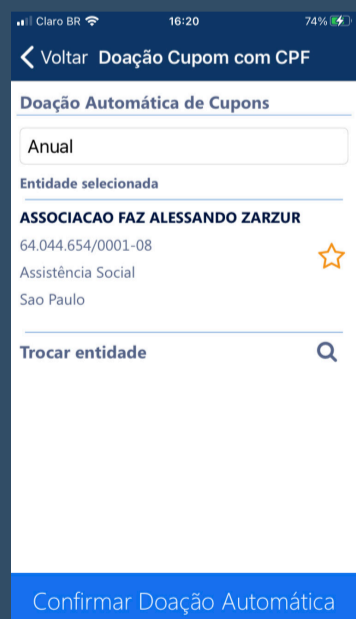 Claro BR 16:20 74%
Voltar Doação Cupom com CPF
Doação Automática de Cupons
Anual
Entidade selecionada
ASSOCIACAO FAZ ALESSANDO ZARZUR
64.044.654/0001-08
Assistência Social
Sao Paulo
Trocar entidade
Confirmar Doação Automática